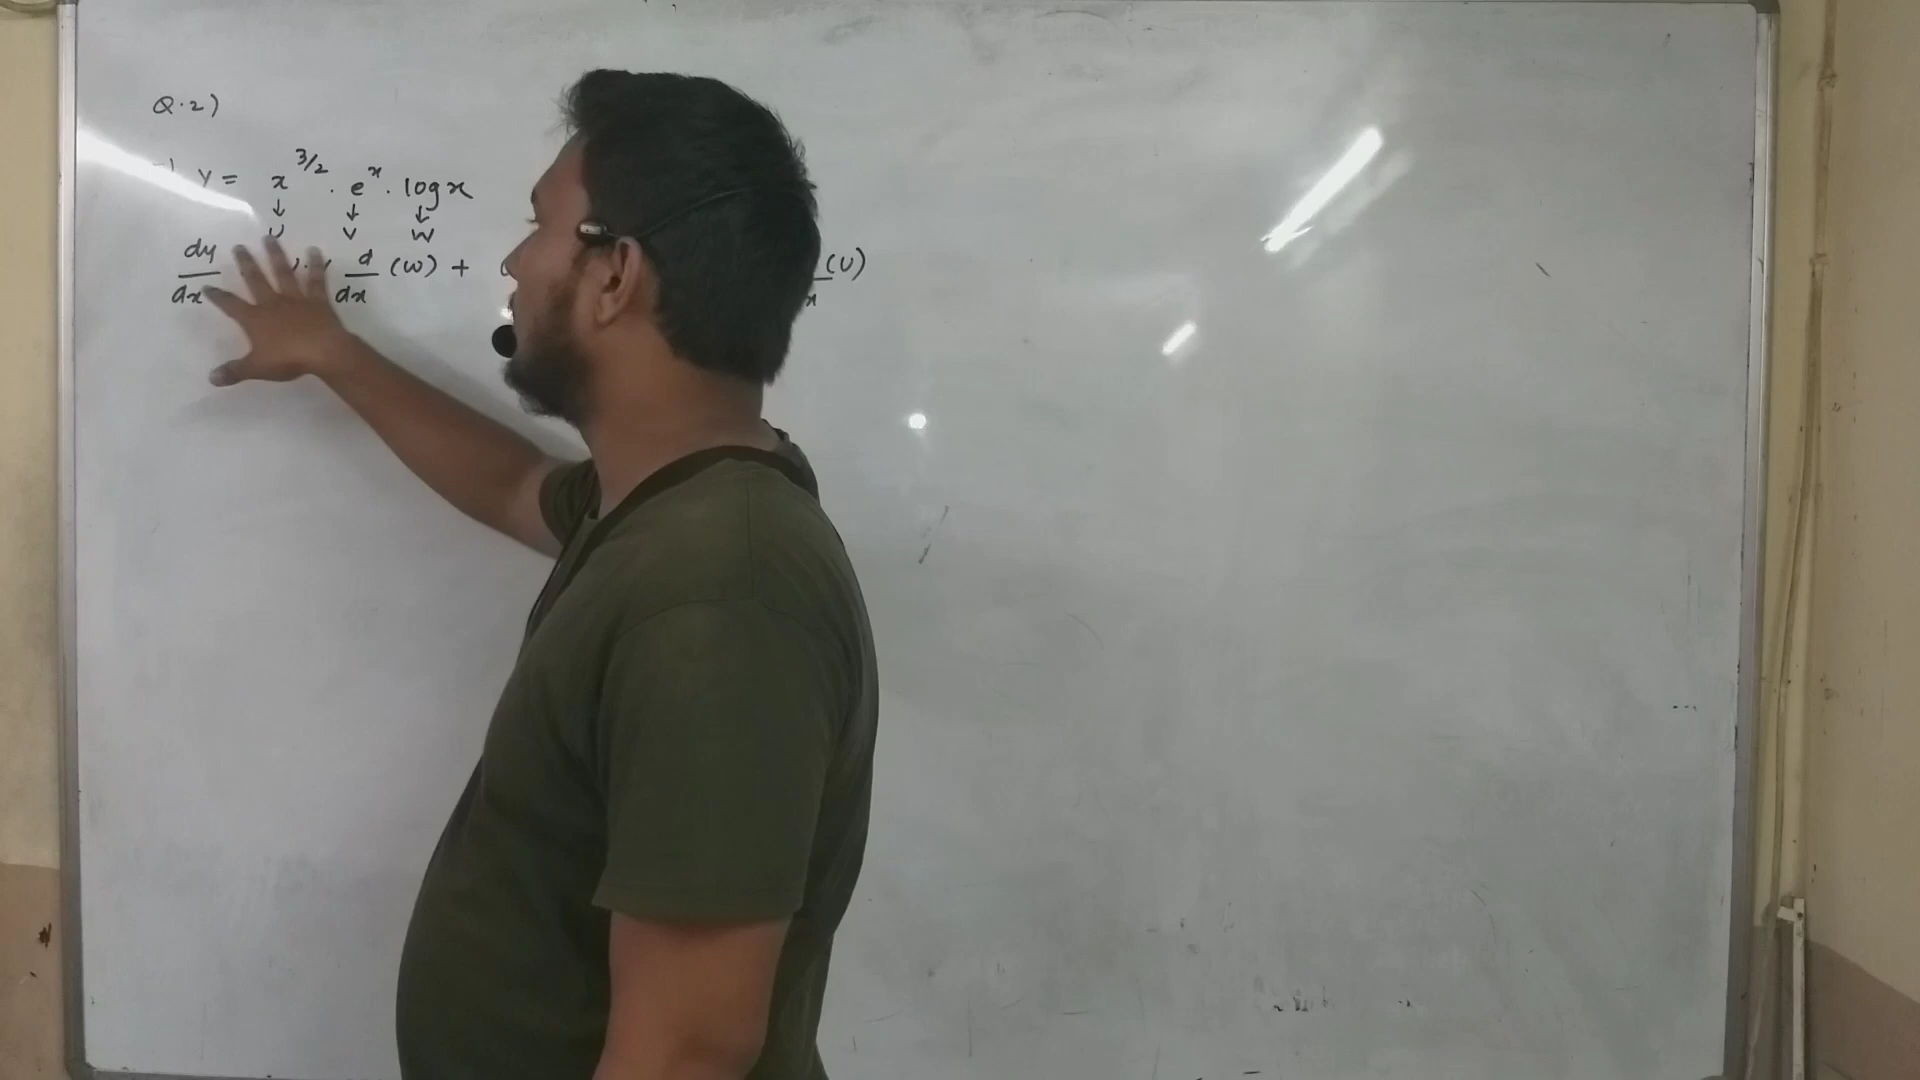 Q.2)
y = x^{3/2} . e^x . log x
↓ ↓ ↓
U V W
dy/dx d/dx (W) + (U)